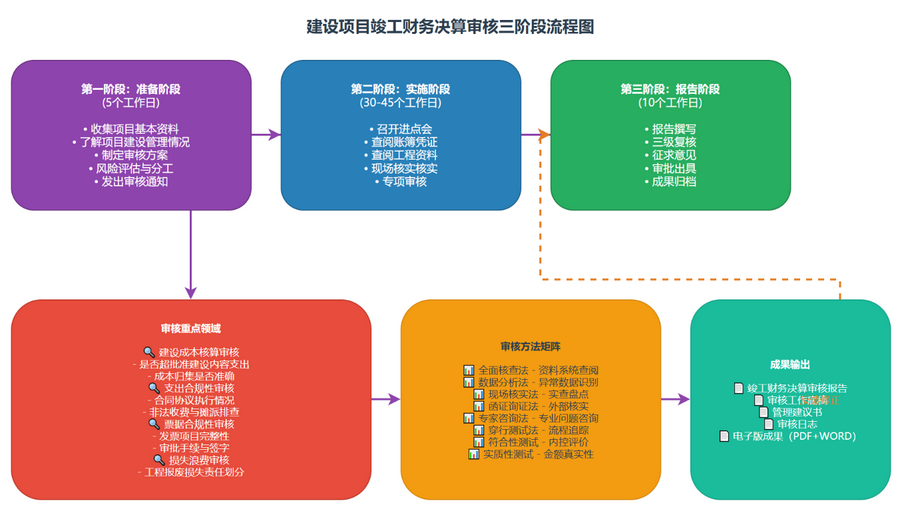 建设项目竣工财务决算审核三阶段流程图
第一阶段：准备阶段
(5个工作日)
• 收集项目基本资料
• 了解项目建设管理情况
• 制定审核方案
• 风险评估与分工
• 发出审核通知
第二阶段：实施阶段
(30-45个工作日)
• 召开进点会
• 查阅账簿凭证
• 查阅工程资料
• 现场核实核实
• 专项审核
第三阶段：报告阶段
(10个工作日)
• 报告撰写
• 三级复核
• 征求意见
• 审批出具
• 成果归档
审核重点领域
建设成本核算审核
- 是否超批准建设内容支出
- 成本归集是否准确
支出合规性审核
- 合同协议执行情况
- 非法收费与摊派排查
票据合规性审核
- 发票项目完整性
- 审批手续与签字
损失浪费审核
- 工程报废损失责任划分
审核方法矩阵
全面核查法 - 资料系统查阅
数据分析法 - 异常数据识别
现场核实法 - 实查盘点
函证询证法 - 外部核实
专家咨询法 - 专业问题咨询
穿行测试法 - 流程追踪
符合性测试 - 内控评价
实质性测试 - 金额真实性
成果输出
竣工财务决算审核报告
审核工作底稿
管理建议书
审核日志
电子版成果（PDF+WORD）